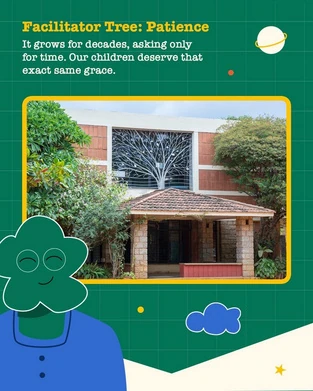 Facilitator Tree: Patience
It grows for decades, asking only
for time. Our children deserve that
exact same grace.